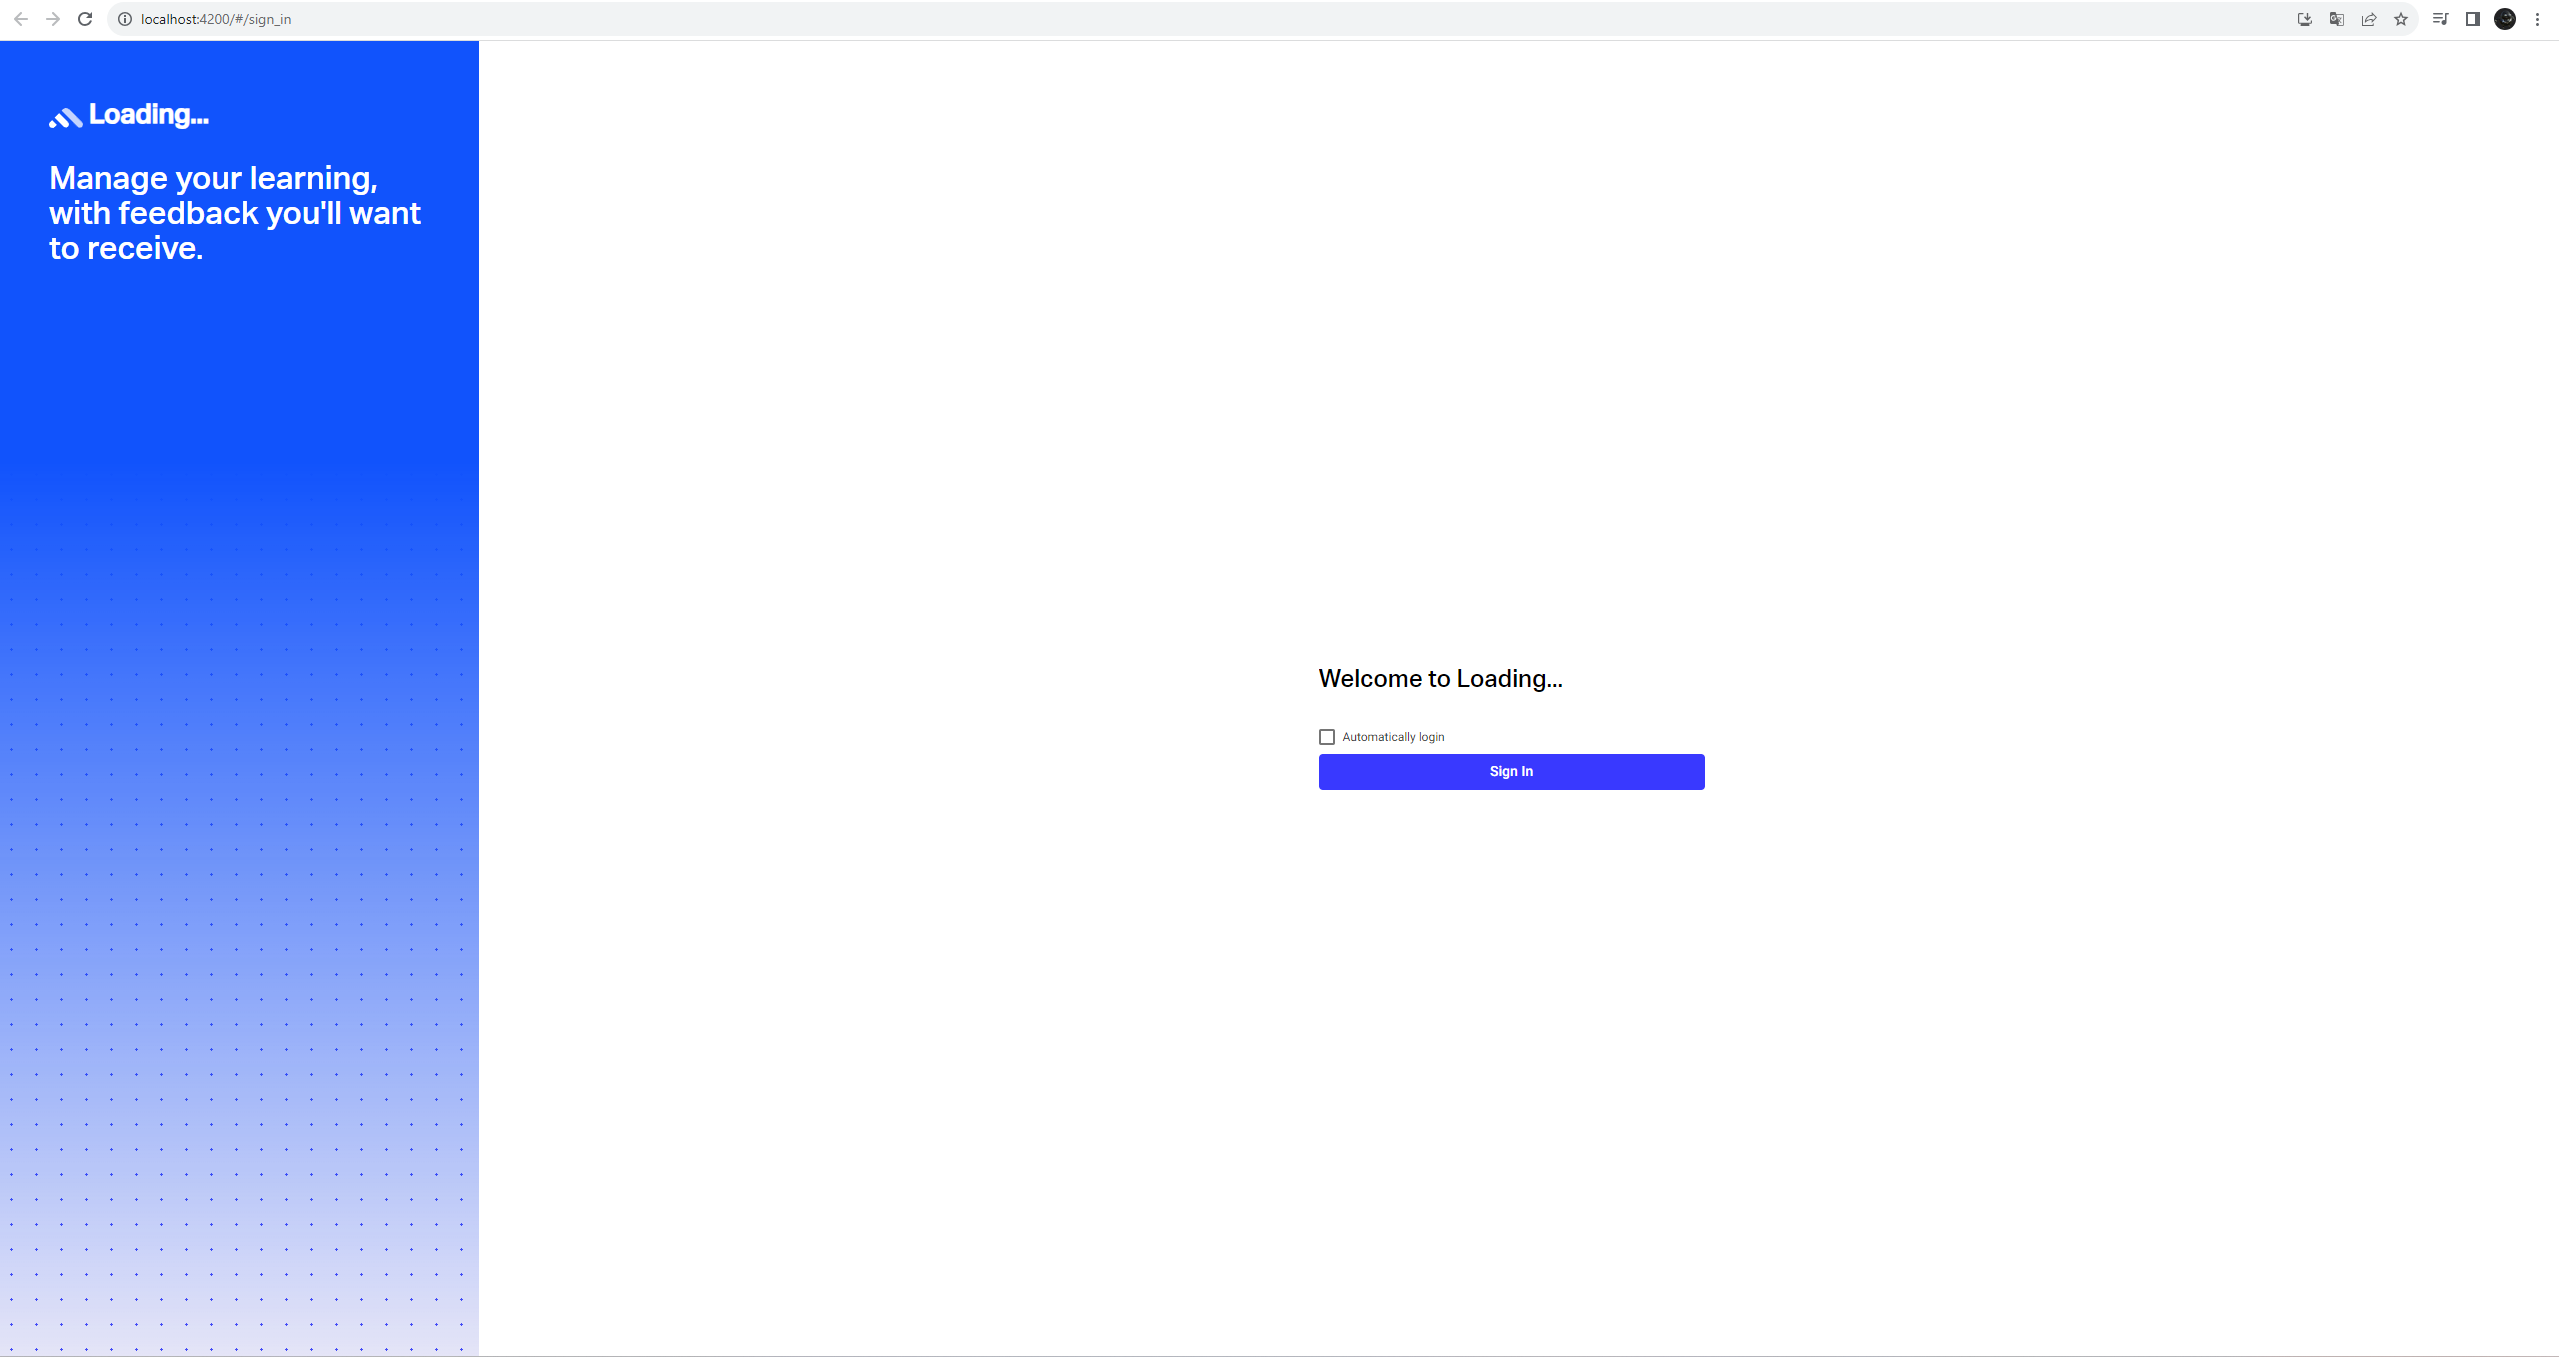 localhost:4200/#/sign_in
Loading...
Manage your learning,
with feedback you'll want
to receive.
Welcome to Loading...
Automatically login
Sign In